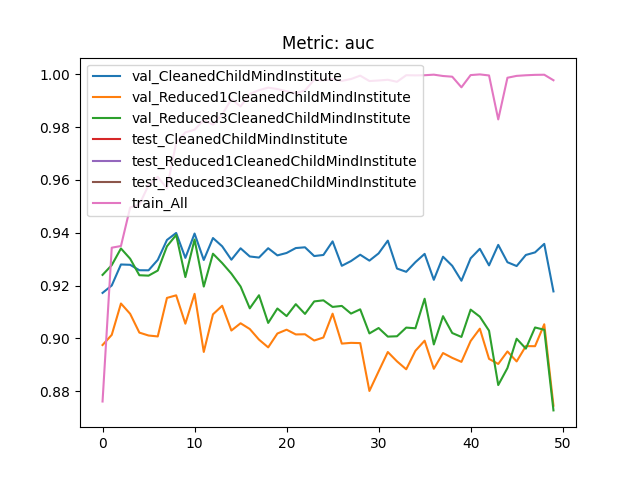 Metric: auc
1.00
0.98
0.96
0.94
0.92
0.90
0.88
val_CleanedChildMindInstitute
val_Reduced1CleanedChildMindInstitute
val_Reduced3CleanedChildMindInstitute
test_CleanedChildMindInstitute
test_Reduced1CleanedChildMindInstitute
test_Reduced3CleanedChildMindInstitute
train_All
0 10 20 30 40 50